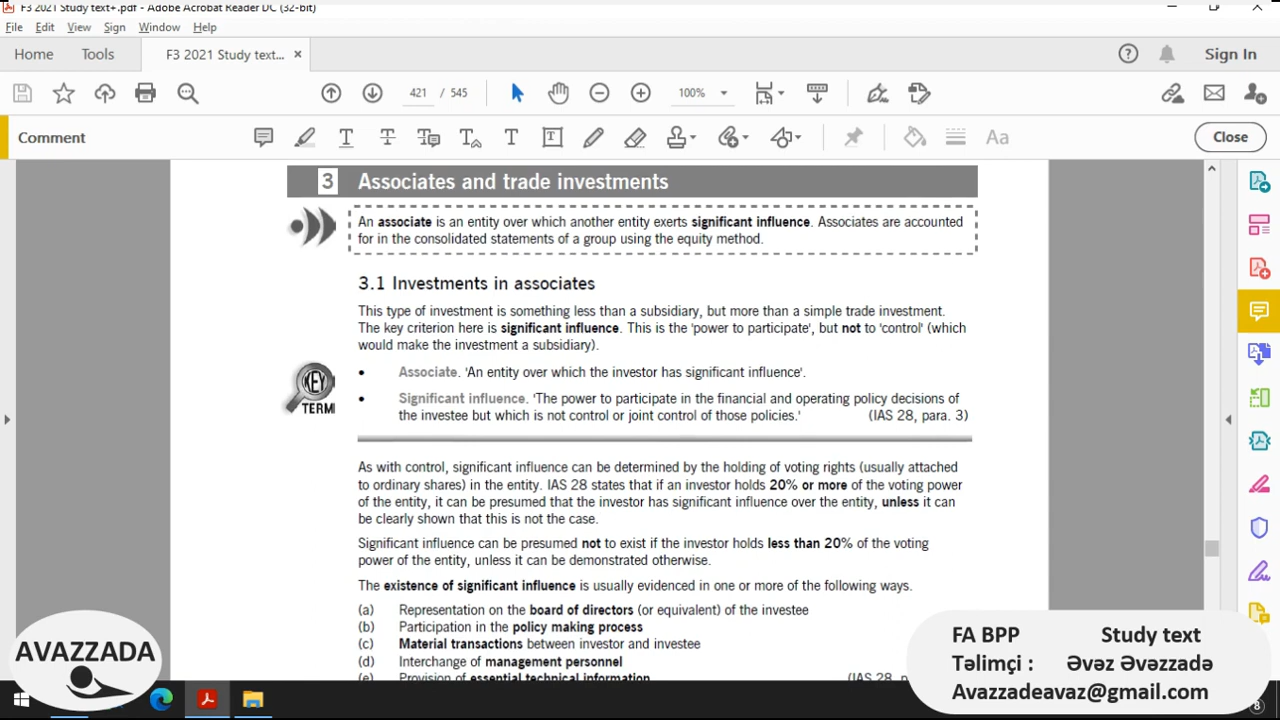 F3 2021 Study text+.pdf - Adobe Acrobat Reader DC (32-bit)
File Edit View Sign Window Help
Home Tools F3 2021 Study text... × Sign In
421 / 545 100%
Comment Close
3 Associates and trade investments
An associate is an entity over which another entity exerts significant influence. Associates are accounted
for in the consolidated statements of a group using the equity method.
3.1 Investments in associates
This type of investment is something less than a subsidiary, but more than a simple trade investment.
The key criterion here is significant influence. This is the 'power to participate', but not to 'control' (which
would make the investment a subsidiary).
KEY
TERM
• Associate. 'An entity over which the investor has significant influence'.
• Significant influence. 'The power to participate in the financial and operating policy decisions of
the investee but which is not control or joint control of those policies.' (IAS 28, para. 3)
As with control, significant influence can be determined by the holding of voting rights (usually attached
to ordinary shares) in the entity. IAS 28 states that if an investor holds 20% or more of the voting power
of the entity, it can be presumed that the investor has significant influence over the entity, unless it can
be clearly shown that this is not the case.
Significant influence can be presumed not to exist if the investor holds less than 20% of the voting
power of the entity, unless it can be demonstrated otherwise.
The existence of significant influence is usually evidenced in one or more of the following ways.
(a) Representation on the board of directors (or equivalent) of the investee
(b) Participation in the policy making process
(c) Material transactions between investor and investee
(d) Interchange of management personnel
(e) Provision of essential technical information (IAS 28, p
AVAZZADA
FA BPP Study text
Təlimçi : Əvəz Əvəzzadə
Avazzadeavaz@gmail.com